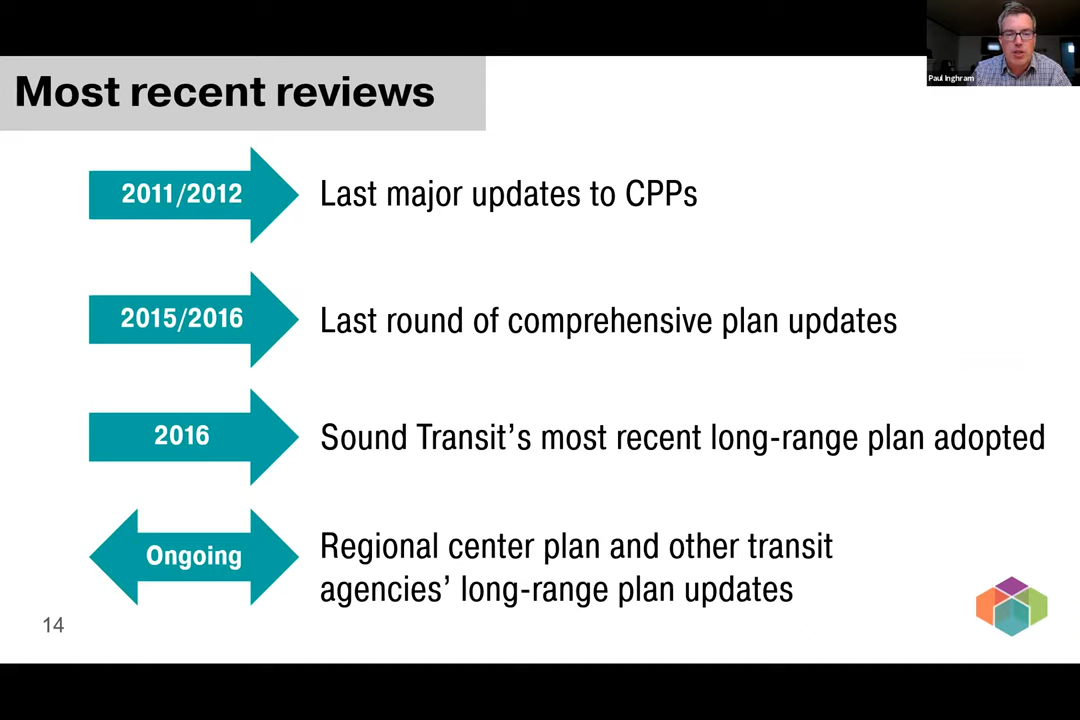 Paul Inghram
Most recent reviews
2011/2012
Last major updates to CPPs
2015/2016
Last round of comprehensive plan updates
2016
Sound Transit’s most recent long-range plan adopted
Ongoing
Regional center plan and other transit
agencies’ long-range plan updates
14